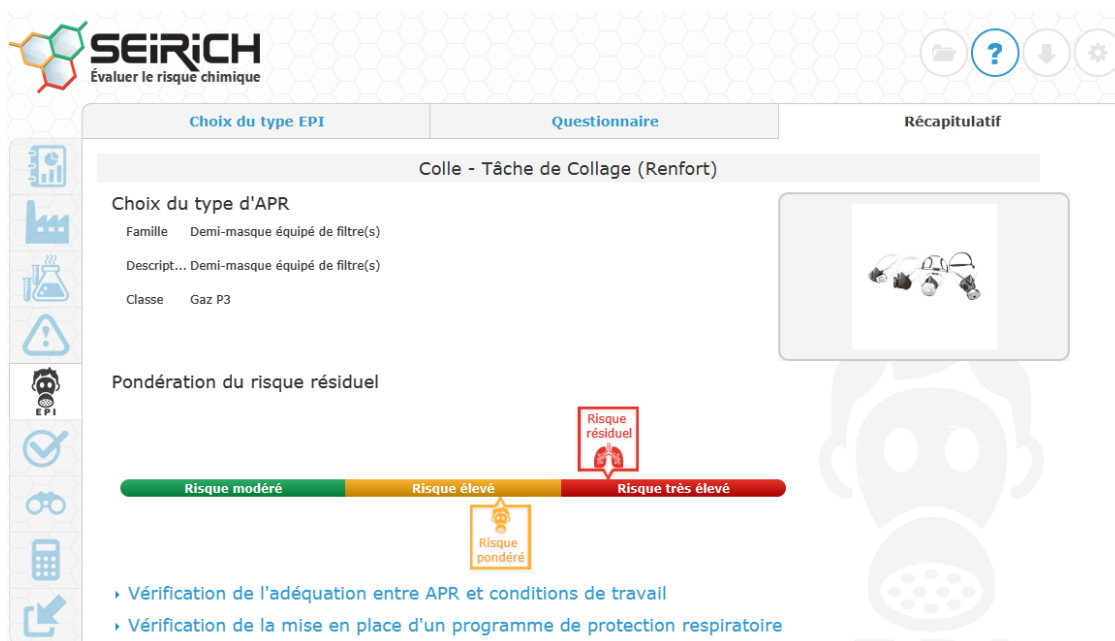 SEiRiCH
Évaluer le risque chimique
?
Choix du type EPI
Questionnaire
Récapitulatif
Colle - Tâche de Collage (Renfort)
Choix du type d'APR
Famille Demi-masque équipé de filtre(s)
Descript... Demi-masque équipé de filtre(s)
Classe Gaz P3
EPI
Pondération du risque résiduel
Risque
résiduel
Risque modéré
Risque élevé
Risque très élevé
Risque
pondéré
Vérification de l'adéquation entre APR et conditions de travail
Vérification de la mise en place d'un programme de protection respiratoire